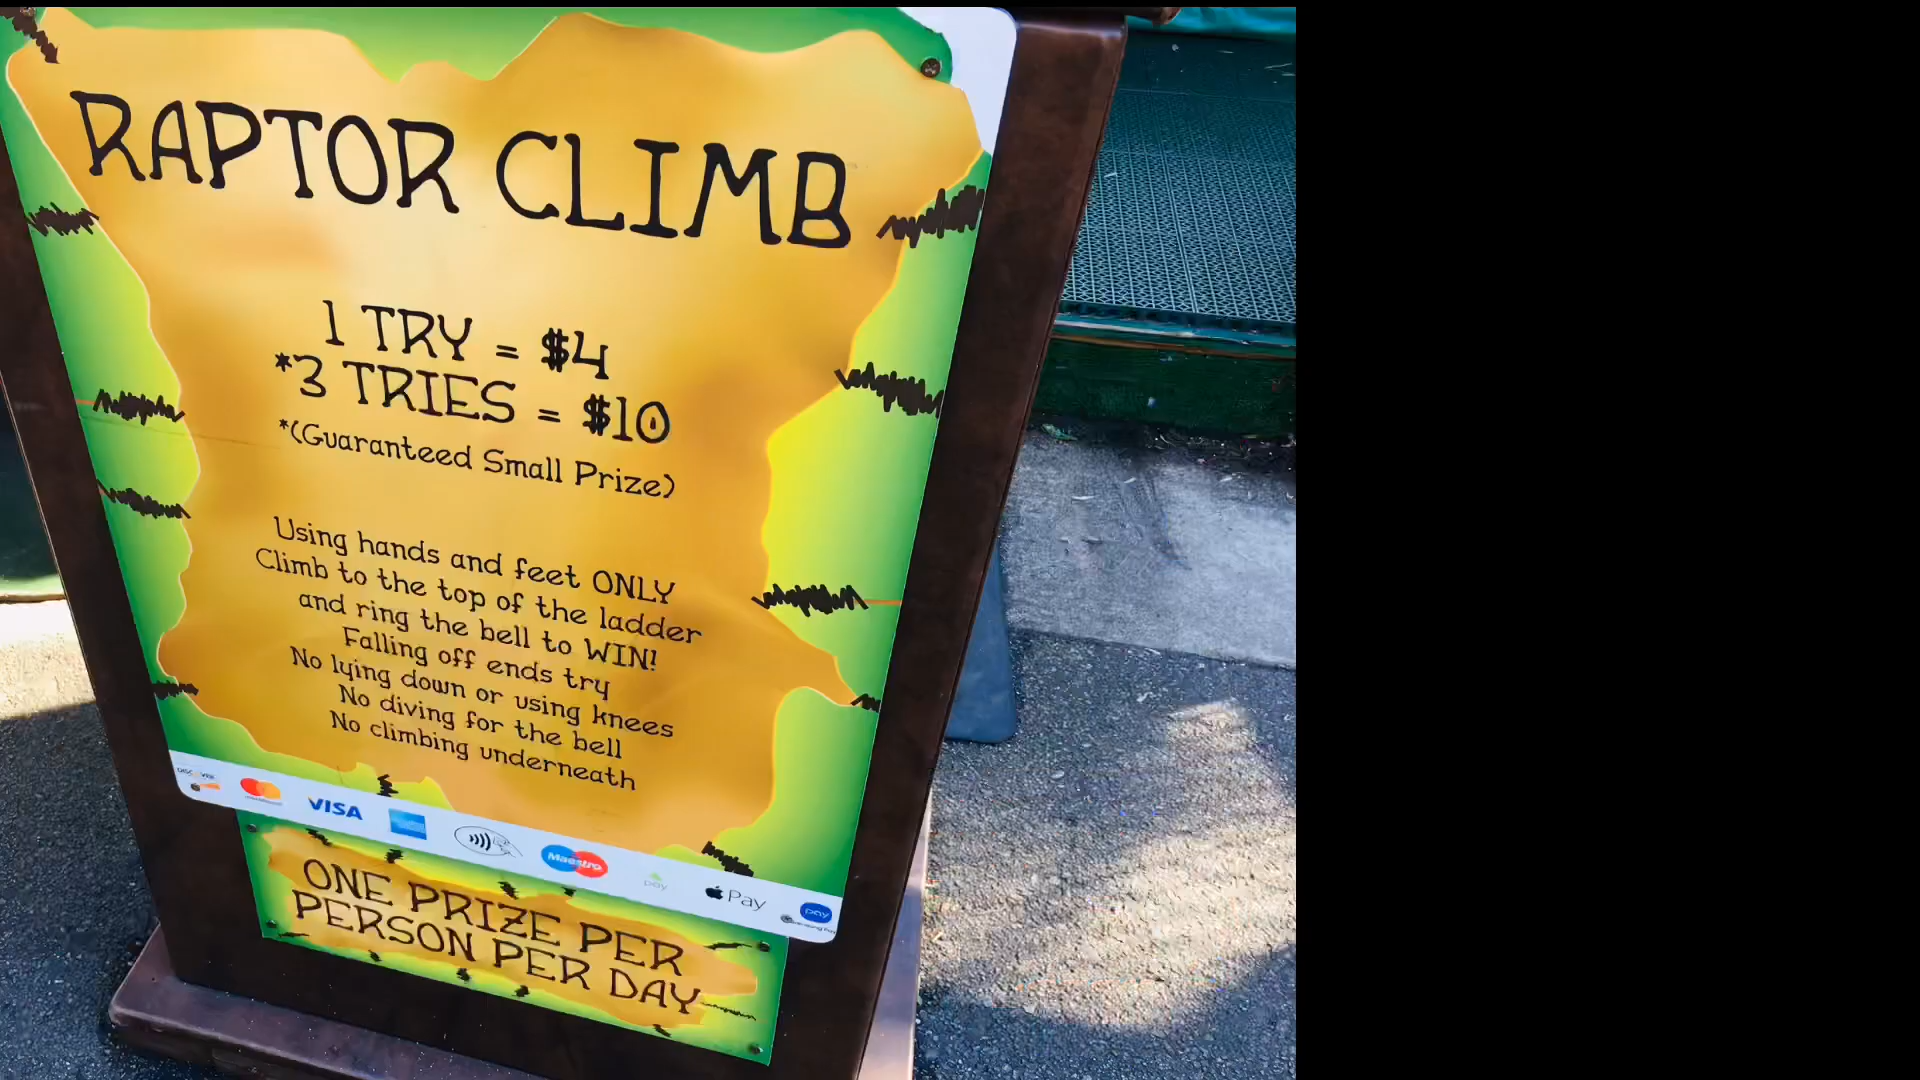 RAPTOR CLIMB
1 TRY = $4
*3 TRIES = $10
*(Guaranteed Small Prize)
Using hands and feet ONLY
Climb to the top of the ladder
and ring the bell to WIN!
Falling off ends try
No lying down or using knees
No diving for the bell
No climbing underneath
DISCOVER
VISA
Maestro
pay
Pay
pay
ONE PRIZE PER
PERSON PER DAY